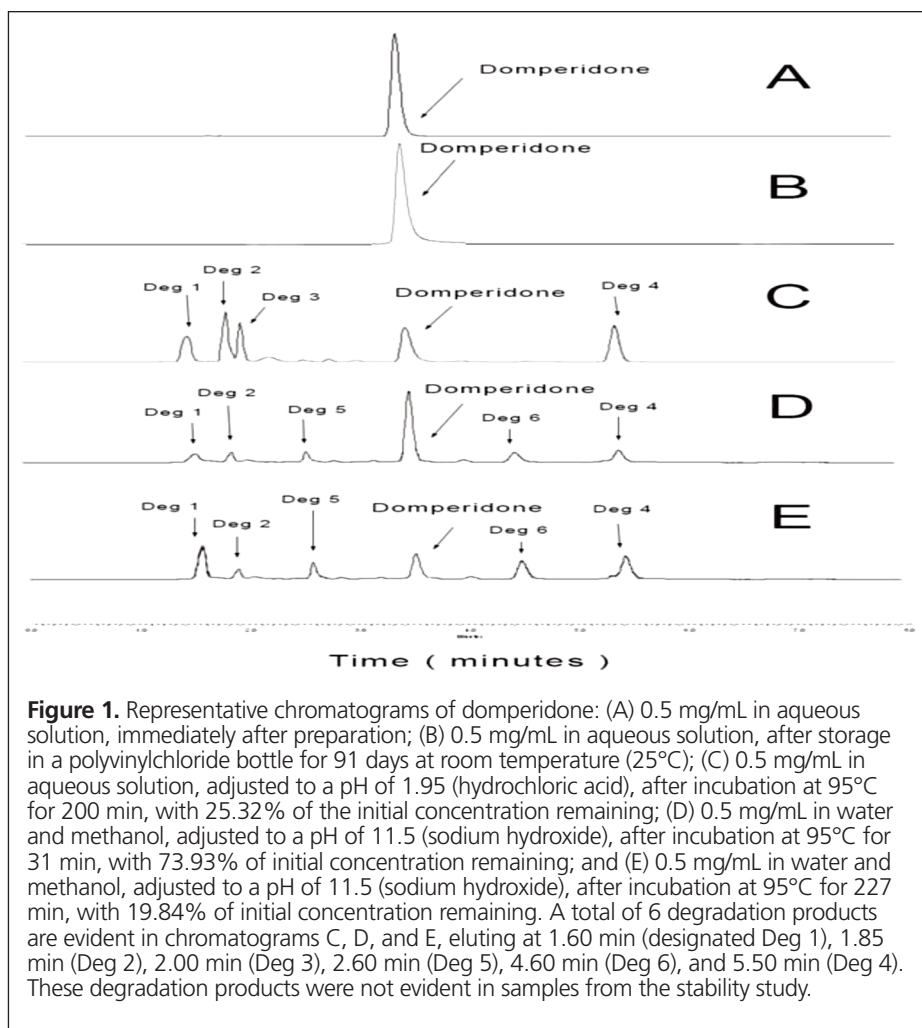 Domperidone
A
Domperidone
B
Deg 1
Deg 2
Deg 3
Domperidone
Deg 4
C
Deg 1
Deg 2
Deg 5
Domperidone
Deg 6
Deg 4
D
Deg 1
Deg 2
Deg 5
Domperidone
Deg 6
Deg 4
E
Time ( minutes )
Figure 1. Representative chromatograms of domperidone: (A) 0.5 mg/mL in aqueous
solution, immediately after preparation; (B) 0.5 mg/mL in aqueous solution, after storage
in a polyvinylchloride bottle for 91 days at room temperature (25°C); (C) 0.5 mg/mL in
aqueous solution, adjusted to a pH of 1.95 (hydrochloric acid), after incubation at 95°C
for 200 min, with 25.32% of the initial concentration remaining; (D) 0.5 mg/mL in water
and methanol, adjusted to a pH of 11.5 (sodium hydroxide), after incubation at 95°C for
31 min, with 73.93% of initial concentration remaining; and (E) 0.5 mg/mL in water and
methanol, adjusted to a pH of 11.5 (sodium hydroxide), after incubation at 95°C for 227
min, with 19.84% of initial concentration remaining. A total of 6 degradation products
are evident in chromatograms C, D, and E, eluting at 1.60 min (designated Deg 1), 1.85
min (Deg 2), 2.00 min (Deg 3), 2.60 min (Deg 5), 4.60 min (Deg 6), and 5.50 min (Deg 4).
These degradation products were not evident in samples from the stability study.